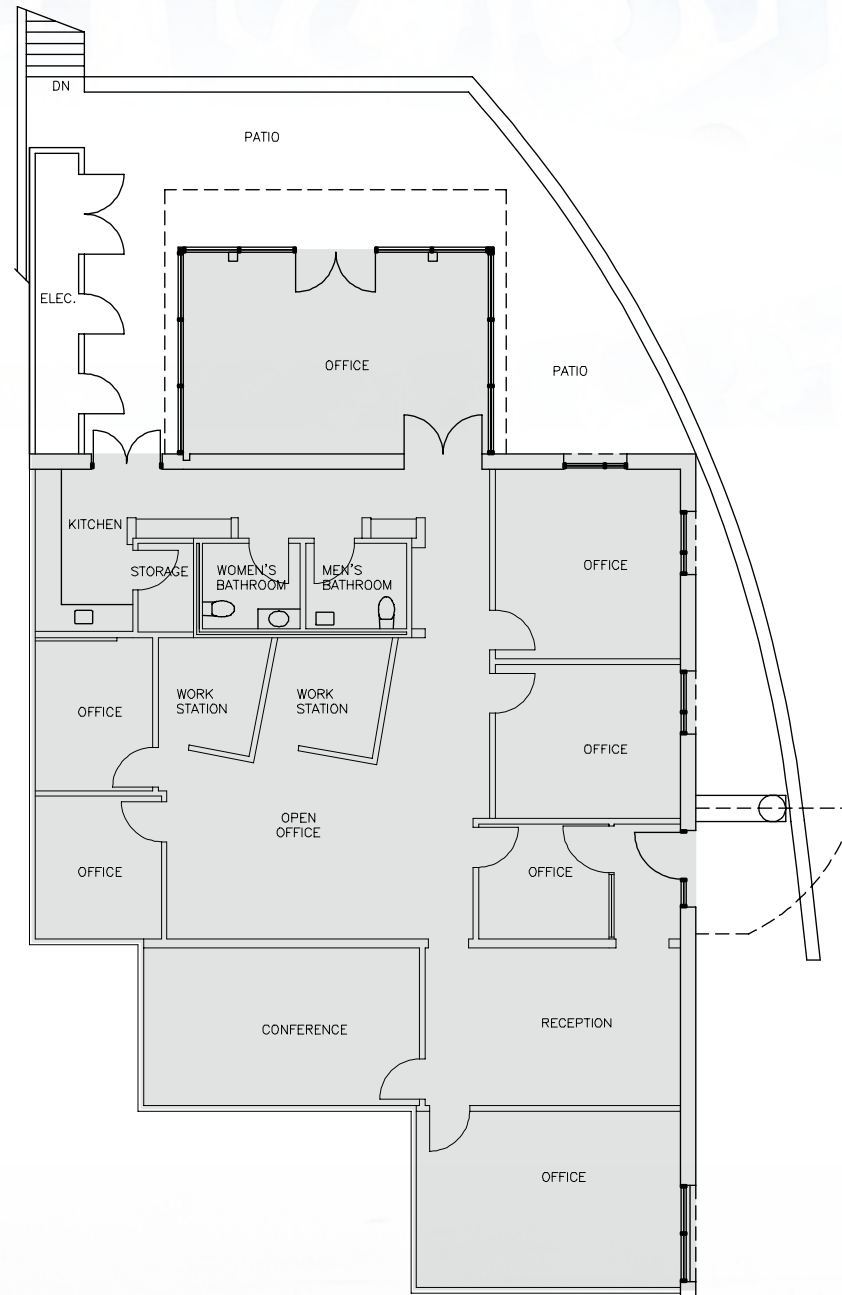 DN
PATIO
ELEC.
OFFICE
PATIO
KITCHEN
STORAGE
WOMEN'S
BATHROOM
MEN'S
BATHROOM
OFFICE
OFFICE
WORK
STATION
WORK
STATION
OFFICE
OPEN
OFFICE
OFFICE
OFFICE
CONFERENCE
RECEPTION
OFFICE